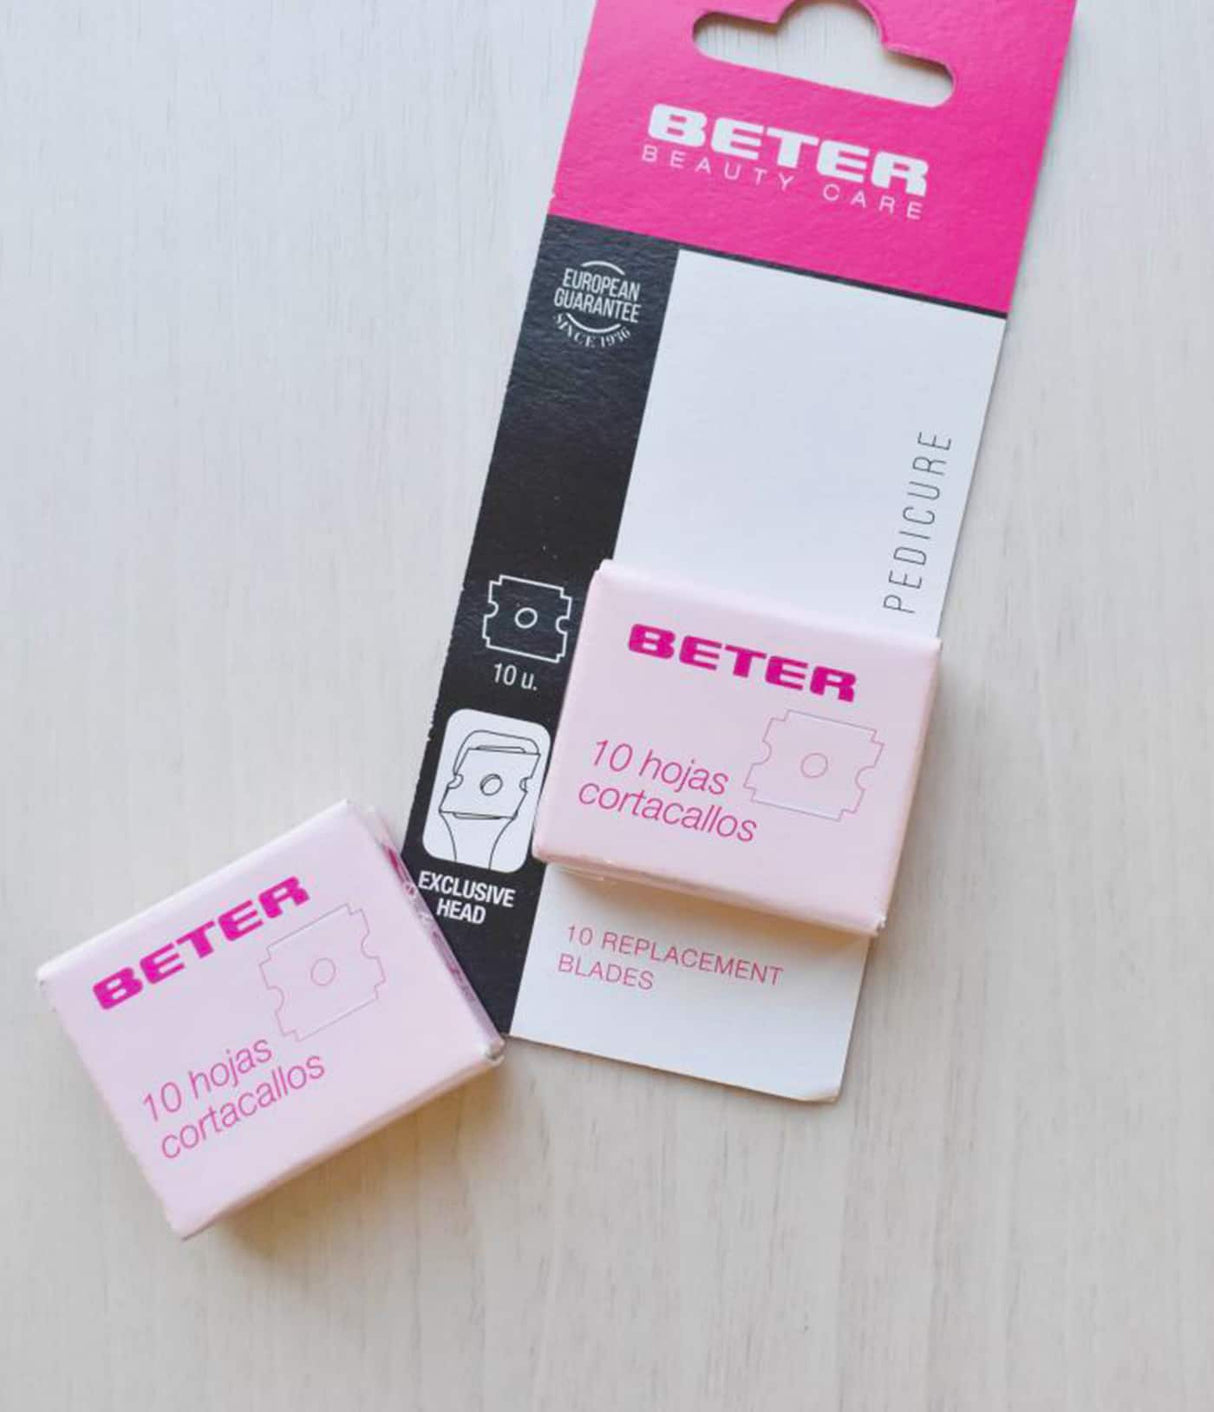 BETER
BEAUTY CARE
EUROPEAN
GUARANTEE
SINCE 1936
PEDICURE
10 u.
EXCLUSIVE
HEAD
BETER
10 hojas
cortacallos
10 REPLACEMENT
BLADES
BETER
10 hojas
cortacallos